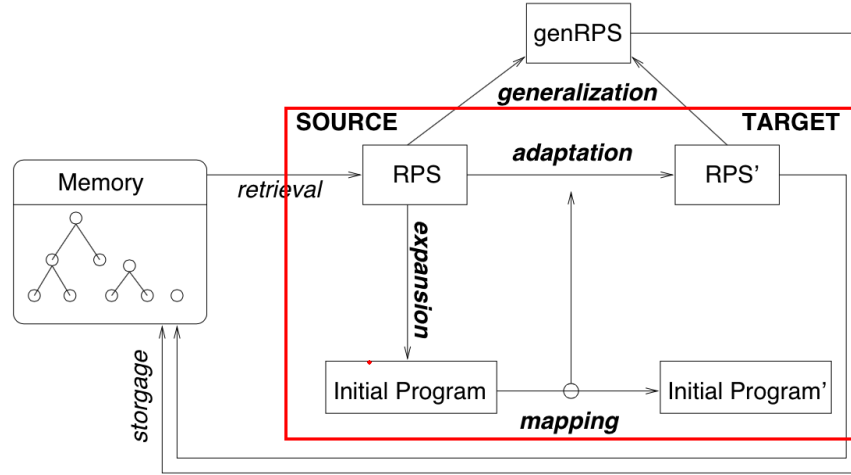 genRPS
generalization
SOURCE
TARGET
adaptation
Memory
retrieval
RPS
RPS'
expansion
storgage
Initial Program
Initial Program'
mapping